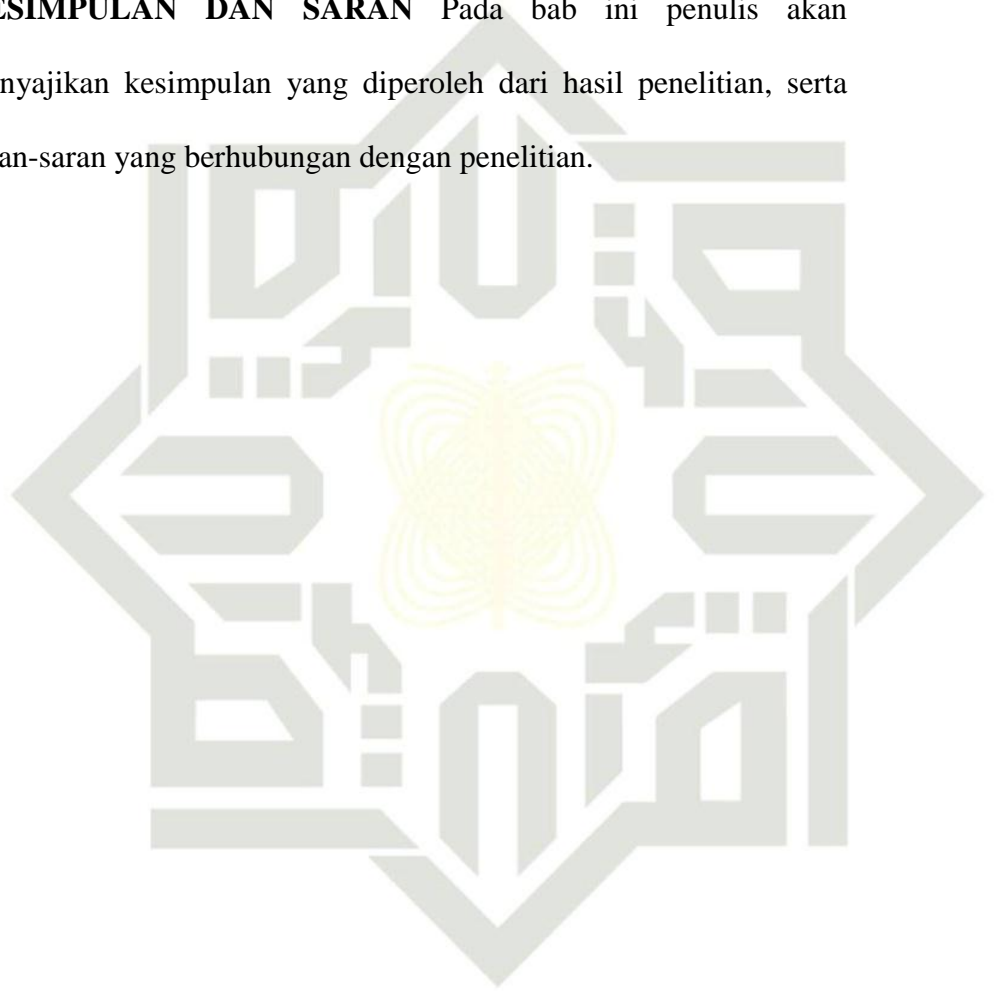 ESIMPULAN DAN SARAN Pada bab ini penulis akan
nyajikan kesimpulan yang diperoleh dari hasil penelitian, serta
an-saran yang berhubungan dengan penelitian.